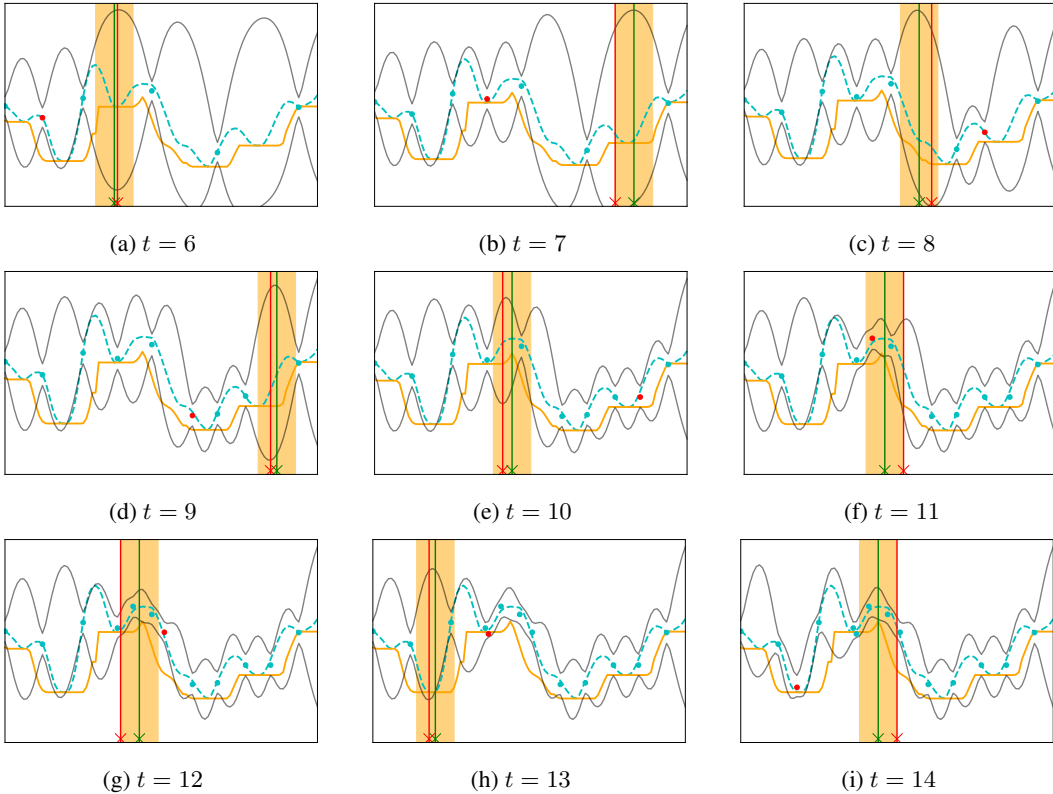 (a) t = 6
(b) t = 7
(c) t = 8
(d) t = 9
(e) t = 10
(f) t = 11
(g) t = 12
(h) t = 13
(i) t = 14